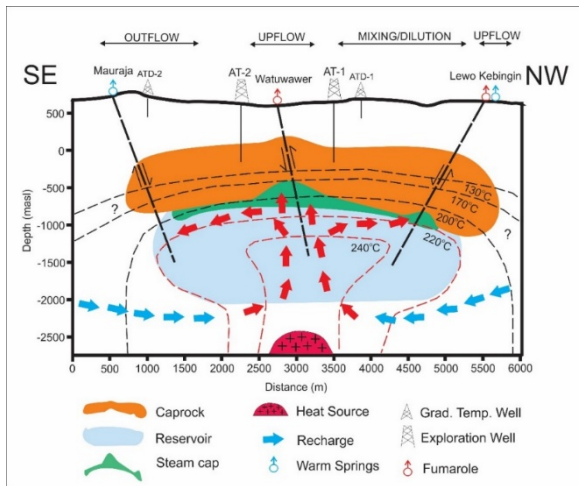 OUTFLOW
UPFLOW
MIXING/DILUTION
UPFLOW
SE
Mauraja
ATD-2
AT-2
Watuwawer
AT-1
ATD-1
Lewo Kebingin
NW
500
0
-500
-1000
-1500
-2000
-2500
Depth (masl)
?
130°C
170°C
200°C
220°C
240°C
?
0
500
1000
1500
2000
2500
3000
3500
4000
4500
5000
5500
6000
Distance (m)
Caprock
Heat Source
Grad. Temp. Well
Reservoir
Recharge
Exploration Well
Steam cap
Warm Springs
Fumarole